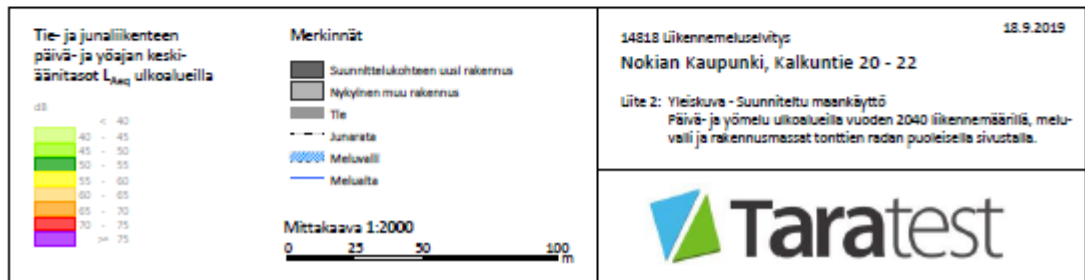 Tie- ja junaliikenteen
päivä- ja yöajan keski-
äänitasot LAeq ulkoalueilla
dB
< 40
40 - 45
45 - 50
50 - 55
55 - 60
60 - 65
65 - 70
70 - 75
>= 75
Merkinnät
Suunnittelukohteen uusi rakennus
Nykyinen muu rakennus
Tie
Junarata
Meluvalli
Meluaita
Mittakaava 1:2000
0 25 50 100
m
18.9.2019
14818 Liikennemeluselvitys
Nokian Kaupunki, Kalkuntie 20 - 22
Liite 2: Yleiskuva - Suunniteltu maankäyttö
Päivä- ja yömelu ulkoalueilla vuoden 2040 liikennemäärillä, melu-
valli ja rakennusmassat tonttien radan puoleisella sivustalla.
Taratest